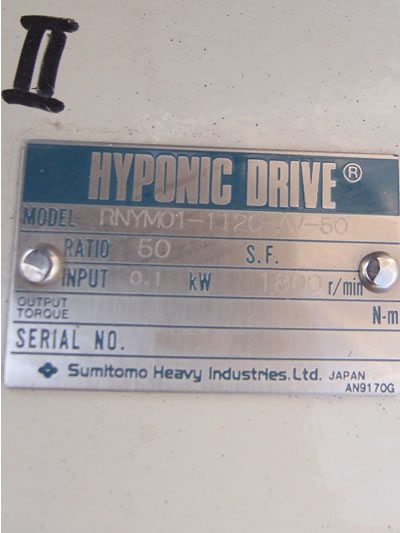 II
HYPONIC DRIVE®
MODEL RNYM01-1120-AV-50
RATIO 50 S.F.
INPUT 0.1 kW 1800 r/min
OUTPUT TORQUE N-m
SERIAL NO.
Sumitomo Heavy Industries, Ltd. JAPAN
AN9170G